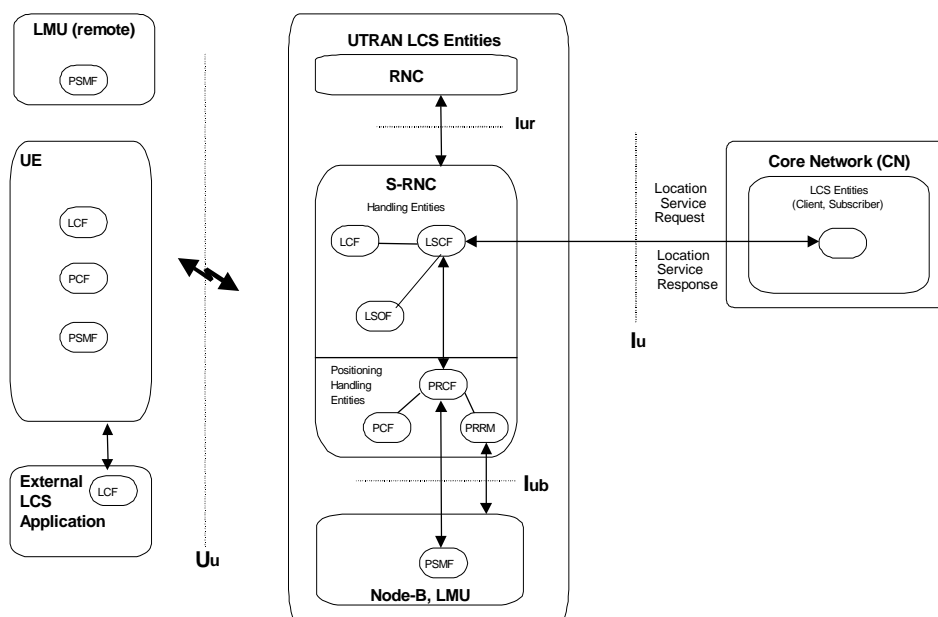 LMU (remote)
PSMF
UE
LCF
PCF
PSMF
External
LCS
Application
LCF
Uu
UTRAN LCS Entities
RNC
Iur
S-RNC
Handling Entities
LCF
LSCF
LSOF
Positioning
Handling
Entities
PRCF
PCF
PRRM
Iub
PSMF
Node-B, LMU
Location
Service
Request
Location
Service
Response
Iu
Core Network (CN)
LCS Entities
(Client, Subscriber)